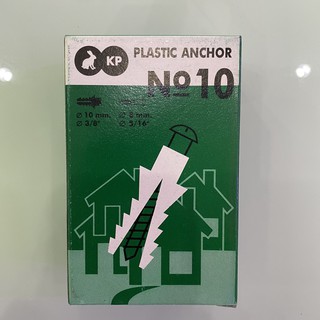 KP
PLASTIC ANCHOR
Nº10
Ø 10 mm. Ø 8 mm.
Ø 3/8" Ø 5/16"